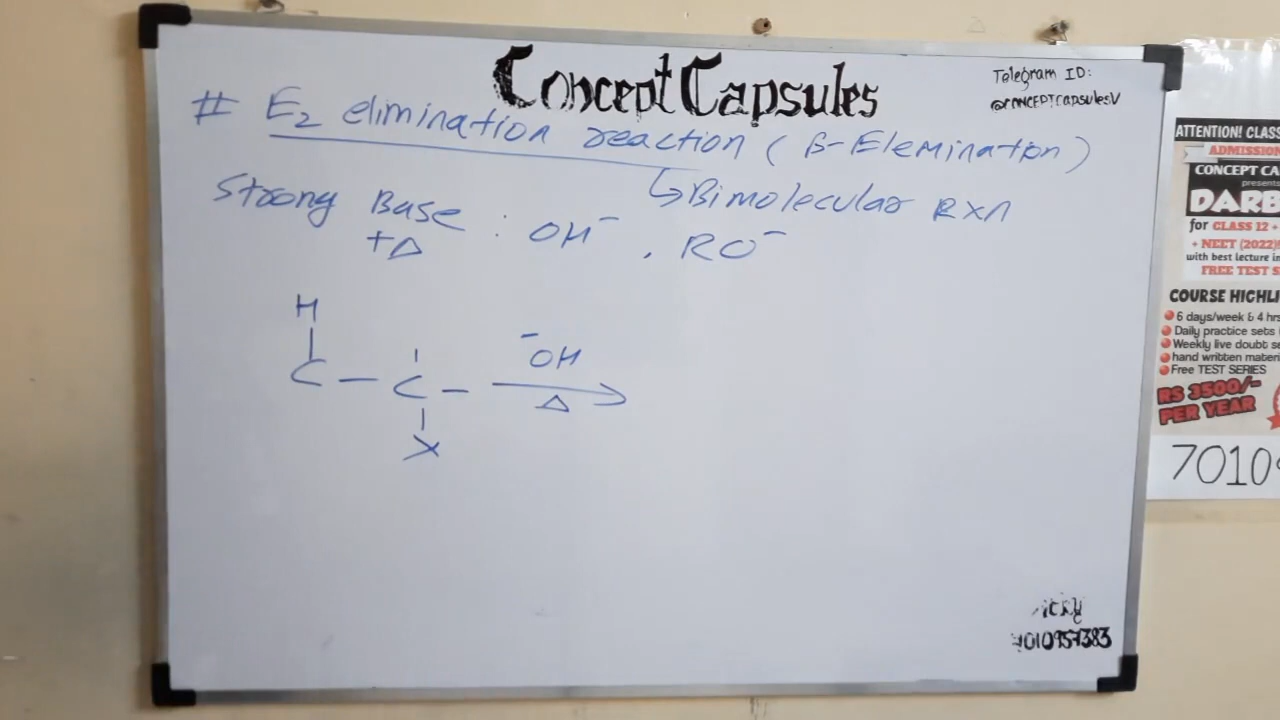 Concept Capsules
Telegram ID:
@CONCEPTCapsulesV
# E2 elimination reaction ( β-Elemination )
↳ Bimolecular RXn
Strong Base : OH⁻ , RO⁻
+Δ
H
C – C –
X
⁻OH
Δ
7010957383
ATTENTION! CLASS
ADMISSION
CONCEPT CA
presents
DARB
for CLASS 12 +
+ NEET (2022)
with best lecture in
FREE TEST S
COURSE HIGHLI
6 days/week & 4 hrs
Daily practice sets
Weekly live doubt se
hand written materi
Free TEST SERIES
RS 3500/-
PER YEAR
7010